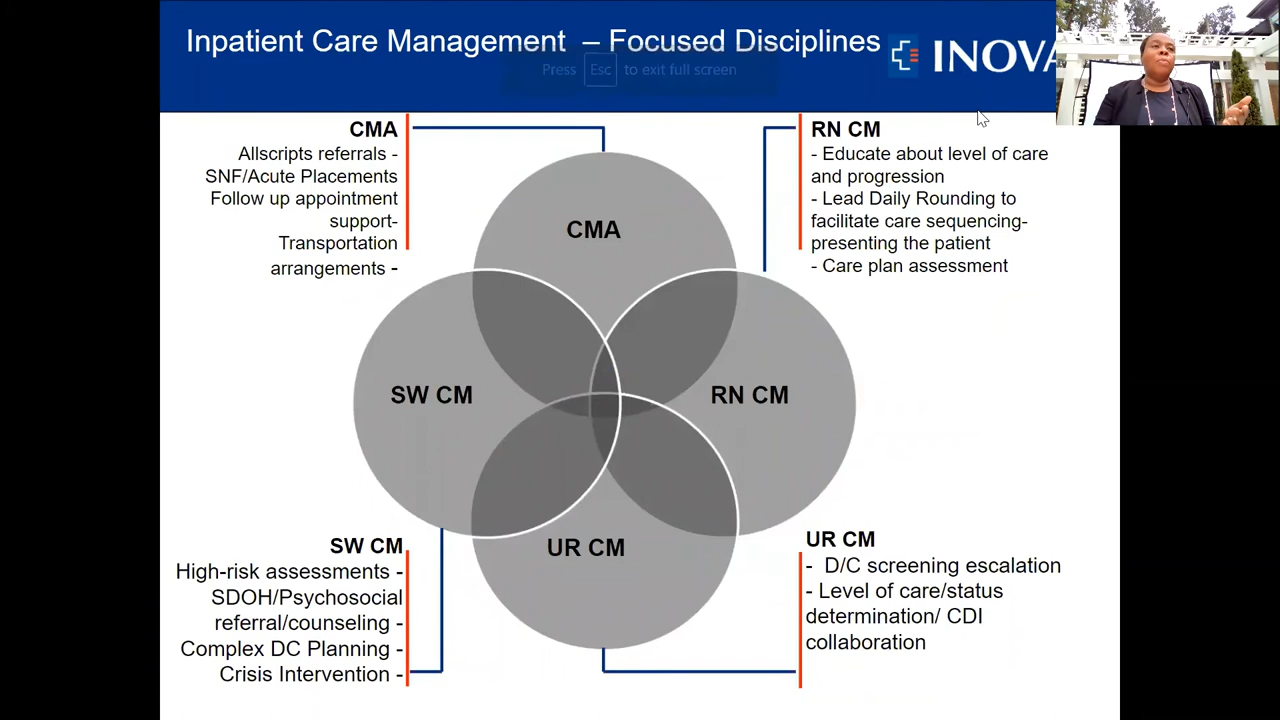 Inpatient Care Management – Focused Disciplines
INOVA
Press Esc to exit full screen
CMA
Allscripts referrals -
SNF/Acute Placements
Follow up appointment
support-
Transportation
arrangements -
RN CM
- Educate about level of care
and progression
- Lead Daily Rounding to
facilitate care sequencing-
presenting the patient
- Care plan assessment
CMA
SW CM
RN CM
UR CM
SW CM
High-risk assessments -
SDOH/Psychosocial
referral/counseling -
Complex DC Planning -
Crisis Intervention -
UR CM
- D/C screening escalation
- Level of care/status
determination/ CDI
collaboration